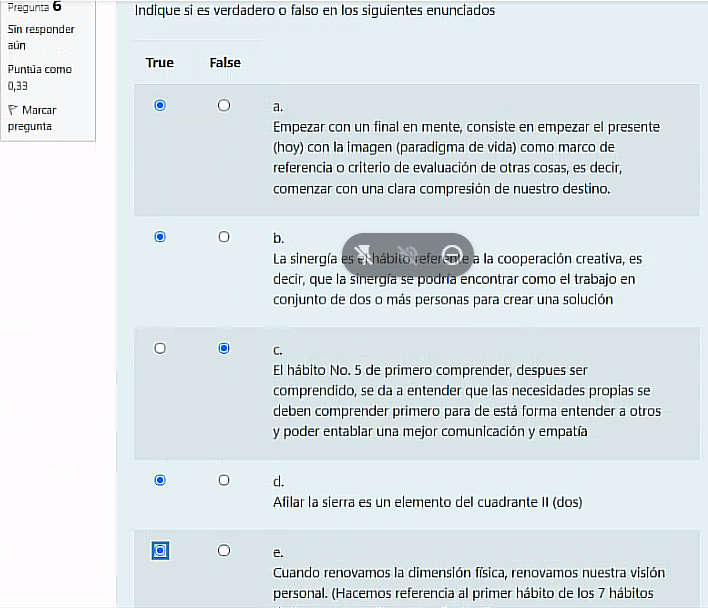 Pregunta 6
Sin responder
aún
Puntúa como
0,33
Marcar
pregunta
Indique si es verdadero o falso en los siguientes enunciados
True False
a.
Empezar con un final en mente, consiste en empezar el presente
(hoy) con la imagen (paradigma de vida) como marco de
referencia o criterio de evaluación de otras cosas, es decir,
comenzar con una clara compresión de nuestro destino.
b.
La sinergía es el hábito referente a la cooperación creativa, es
decir, que la sinergía se podría encontrar como el trabajo en
conjunto de dos o más personas para crear una solución
c.
El hábito No. 5 de primero comprender, despues ser
comprendido, se da a entender que las necesidades propias se
deben comprender primero para de está forma entender a otros
y poder entablar una mejor comunicación y empatía
d.
Afilar la sierra es un elemento del cuadrante II (dos)
e.
Cuando renovamos la dimensión física, renovamos nuestra visión
personal. (Hacemos referencia al primer hábito de los 7 hábitos